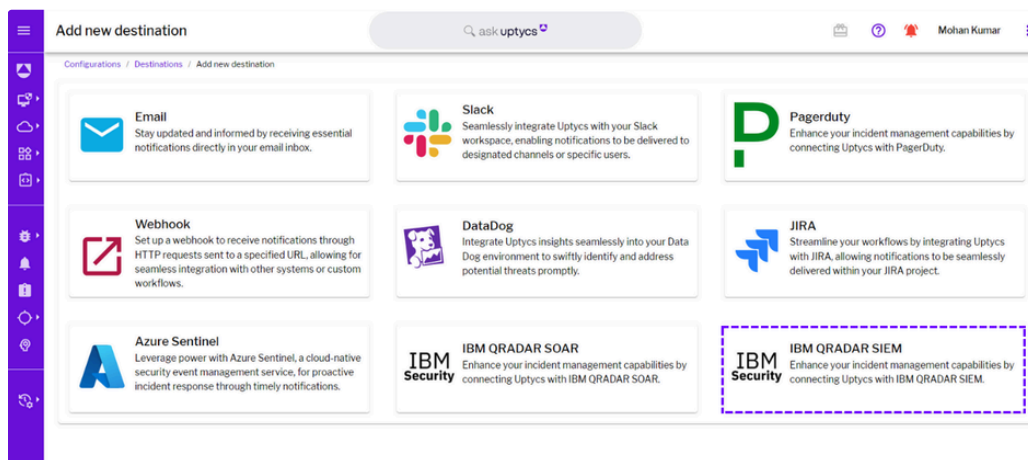 Add new destination
ask uptycs
Mohan Kumar
Configurations / Destinations / Add new destination
Email
Stay updated and informed by receiving essential
notifications directly in your email inbox.
Slack
Seamlessly integrate Uptycs with your Slack
workspace, enabling notifications to be delivered to
designated channels or specific users.
Pagerduty
Enhance your incident management capabilities by
connecting Uptycs with PagerDuty.
Webhook
Set up a webhook to receive notifications through
HTTP requests sent to a specified URL, allowing for
seamless integration with other systems or custom
workflows.
DataDog
Integrate Uptycs insights seamlessly into your Data
Dog environment to swiftly identify and address
potential threats promptly.
JIRA
Streamline your workflows by integrating Uptycs
with JIRA, allowing notifications to be seamlessly
delivered within your JIRA project.
Azure Sentinel
Leverage power with Azure Sentinel, a cloud-native
security event management service, for proactive
incident response through timely notifications.
IBM
Security
IBM QRADAR SOAR
Enhance your incident management capabilities by
connecting Uptycs with IBM QRADAR SOAR.
IBM
Security
IBM QRADAR SIEM
Enhance your incident management capabilities by
connecting Uptycs with IBM QRADAR SIEM.